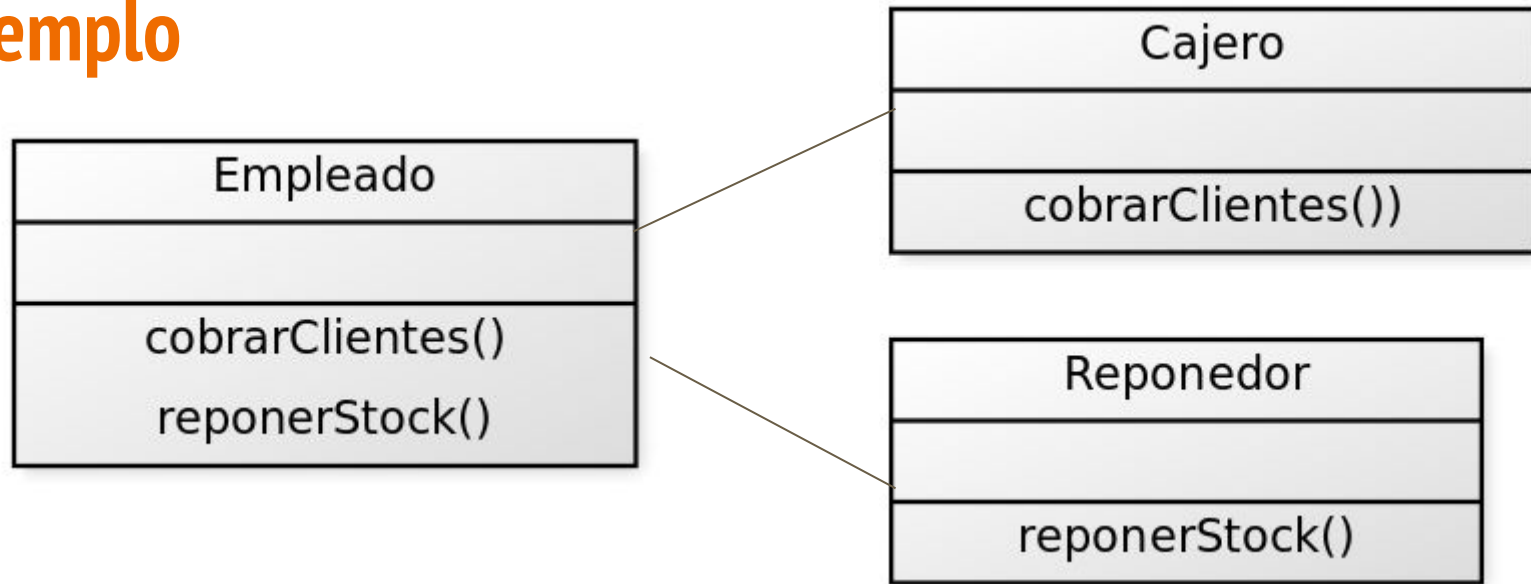 emplo
Empleado
cobrarClientes()
reponerStock()
Cajero
cobrarClientes())
Reponedor
reponerStock()